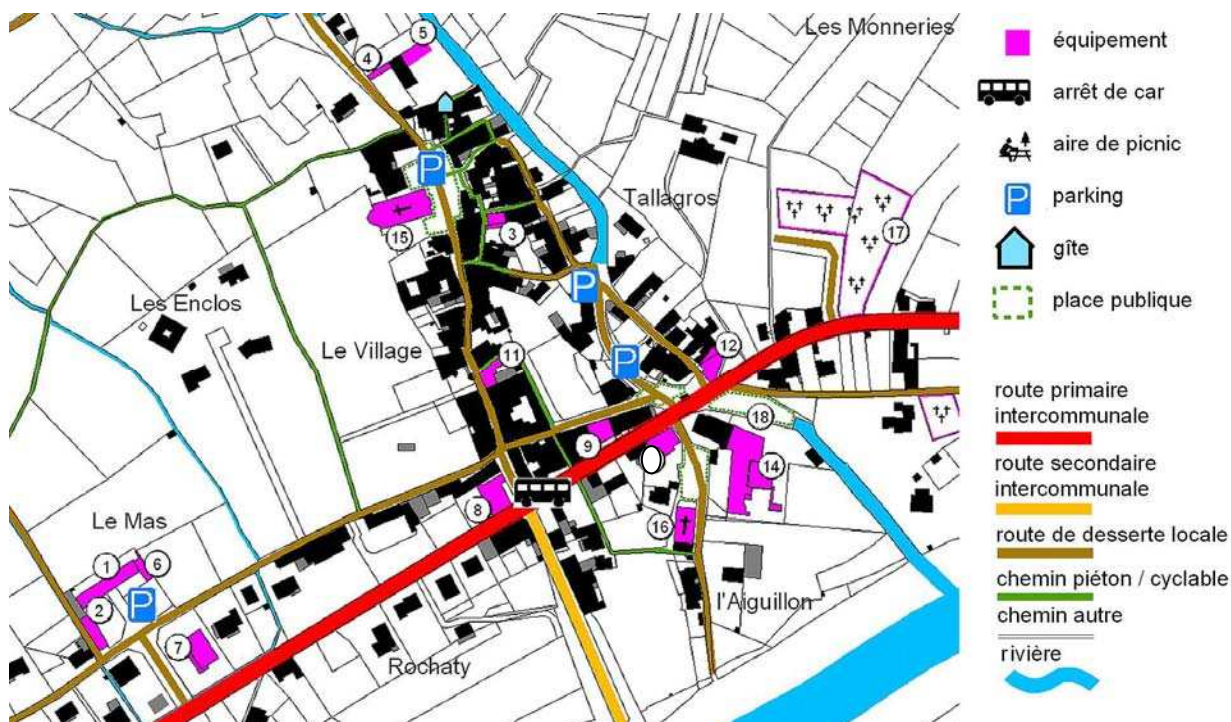 Les Monneries
5
4
P
Tallagros
17
15
3
P
Les Enclos
Le Village
11
12
P
18
9
14
8
16
Le Mas
1
6
2
P
7
l'Aiguillon
Rochaty
équipement
arrêt de car
aire de picnic
P parking
gîte
place publique
route primaire
intercommunale
route secondaire
intercommunale
route de desserte locale
chemin piéton / cyclable
chemin autre
rivière